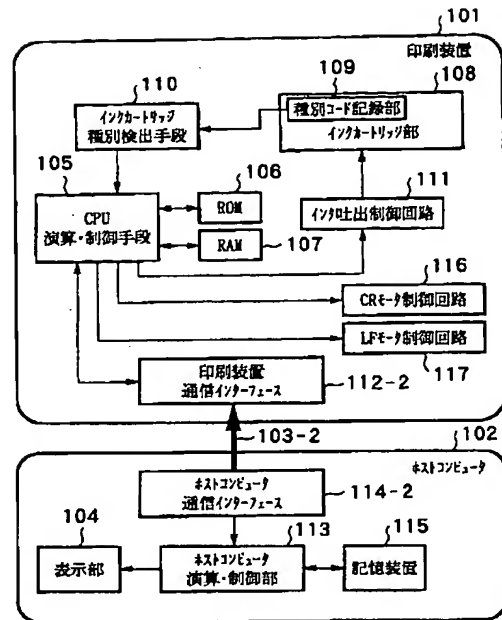 101
印刷装置
110
109
108
インクカートリッジ
種別検出手段
種別コード記録部
インクカートリッジ部
105
CPU
演算・制御手段
106
ROM
RAM
107
111
インク吐出制御回路
116
CRモータ制御回路
LFモータ制御回路
117
印刷装置
通信インターフェース
112-2
103-2
102
ホストコンピュータ
ホストコンピュータ
通信インターフェース
114-2
104
表示部
113
ホストコンピュータ
演算・制御部
115
記憶装置